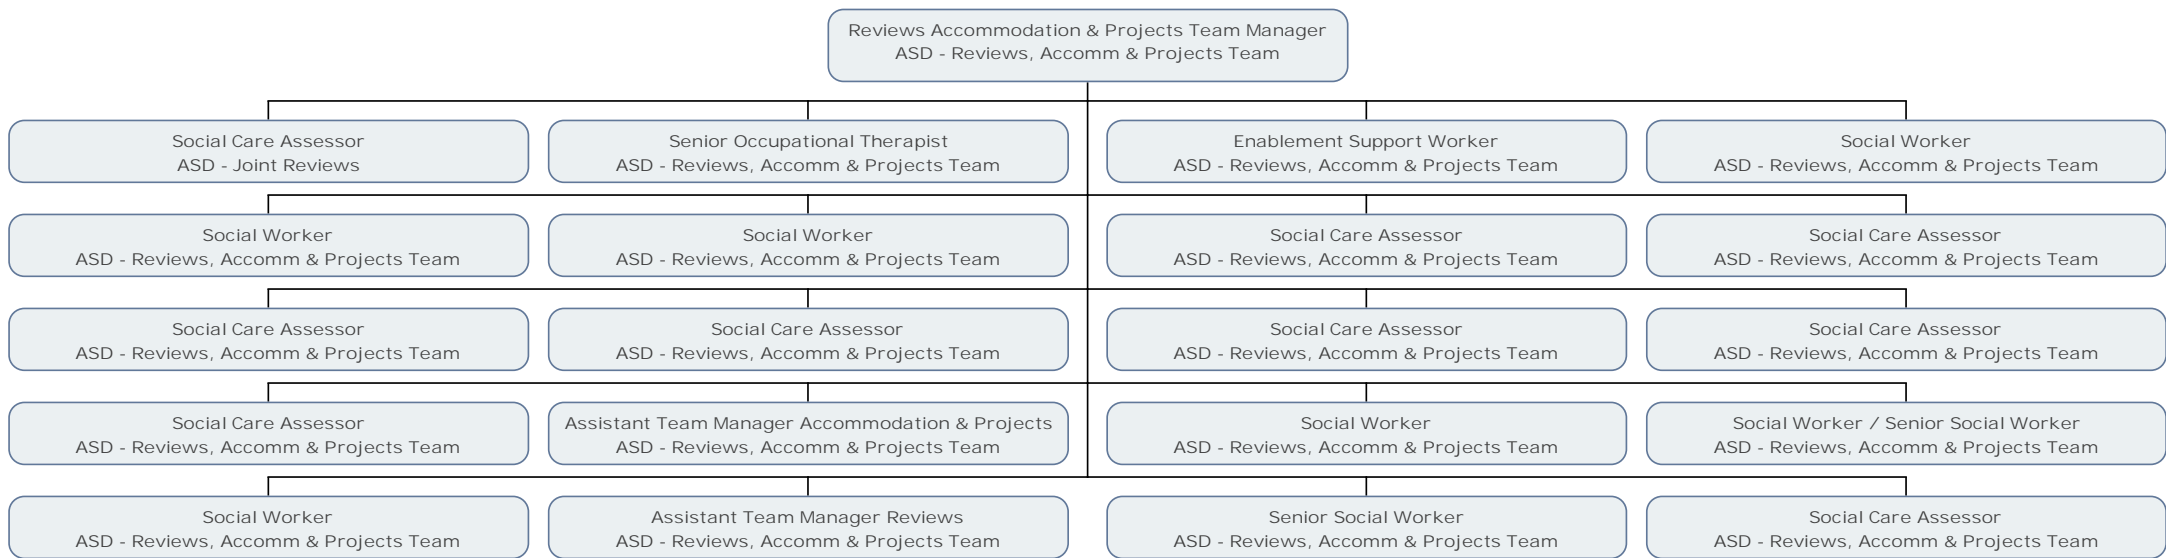 Reviews Accommodation & Projects Team Manager
ASD - Reviews, Accomm & Projects Team
Social Care Assessor
ASD - Joint Reviews
Senior Occupational Therapist
ASD - Reviews, Accomm & Projects Team
Enablement Support Worker
ASD - Reviews, Accomm & Projects Team
Social Worker
ASD - Reviews, Accomm & Projects Team
Social Worker
ASD - Reviews, Accomm & Projects Team
Social Worker
ASD - Reviews, Accomm & Projects Team
Social Care Assessor
ASD - Reviews, Accomm & Projects Team
Social Care Assessor
ASD - Reviews, Accomm & Projects Team
Social Care Assessor
ASD - Reviews, Accomm & Projects Team
Social Care Assessor
ASD - Reviews, Accomm & Projects Team
Social Care Assessor
ASD - Reviews, Accomm & Projects Team
Social Care Assessor
ASD - Reviews, Accomm & Projects Team
Social Care Assessor
ASD - Reviews, Accomm & Projects Team
Assistant Team Manager Accommodation & Projects
ASD - Reviews, Accomm & Projects Team
Social Worker
ASD - Reviews, Accomm & Projects Team
Social Worker / Senior Social Worker
ASD - Reviews, Accomm & Projects Team
Social Worker
ASD - Reviews, Accomm & Projects Team
Assistant Team Manager Reviews
ASD - Reviews, Accomm & Projects Team
Senior Social Worker
ASD - Reviews, Accomm & Projects Team
Social Care Assessor
ASD - Reviews, Accomm & Projects Team